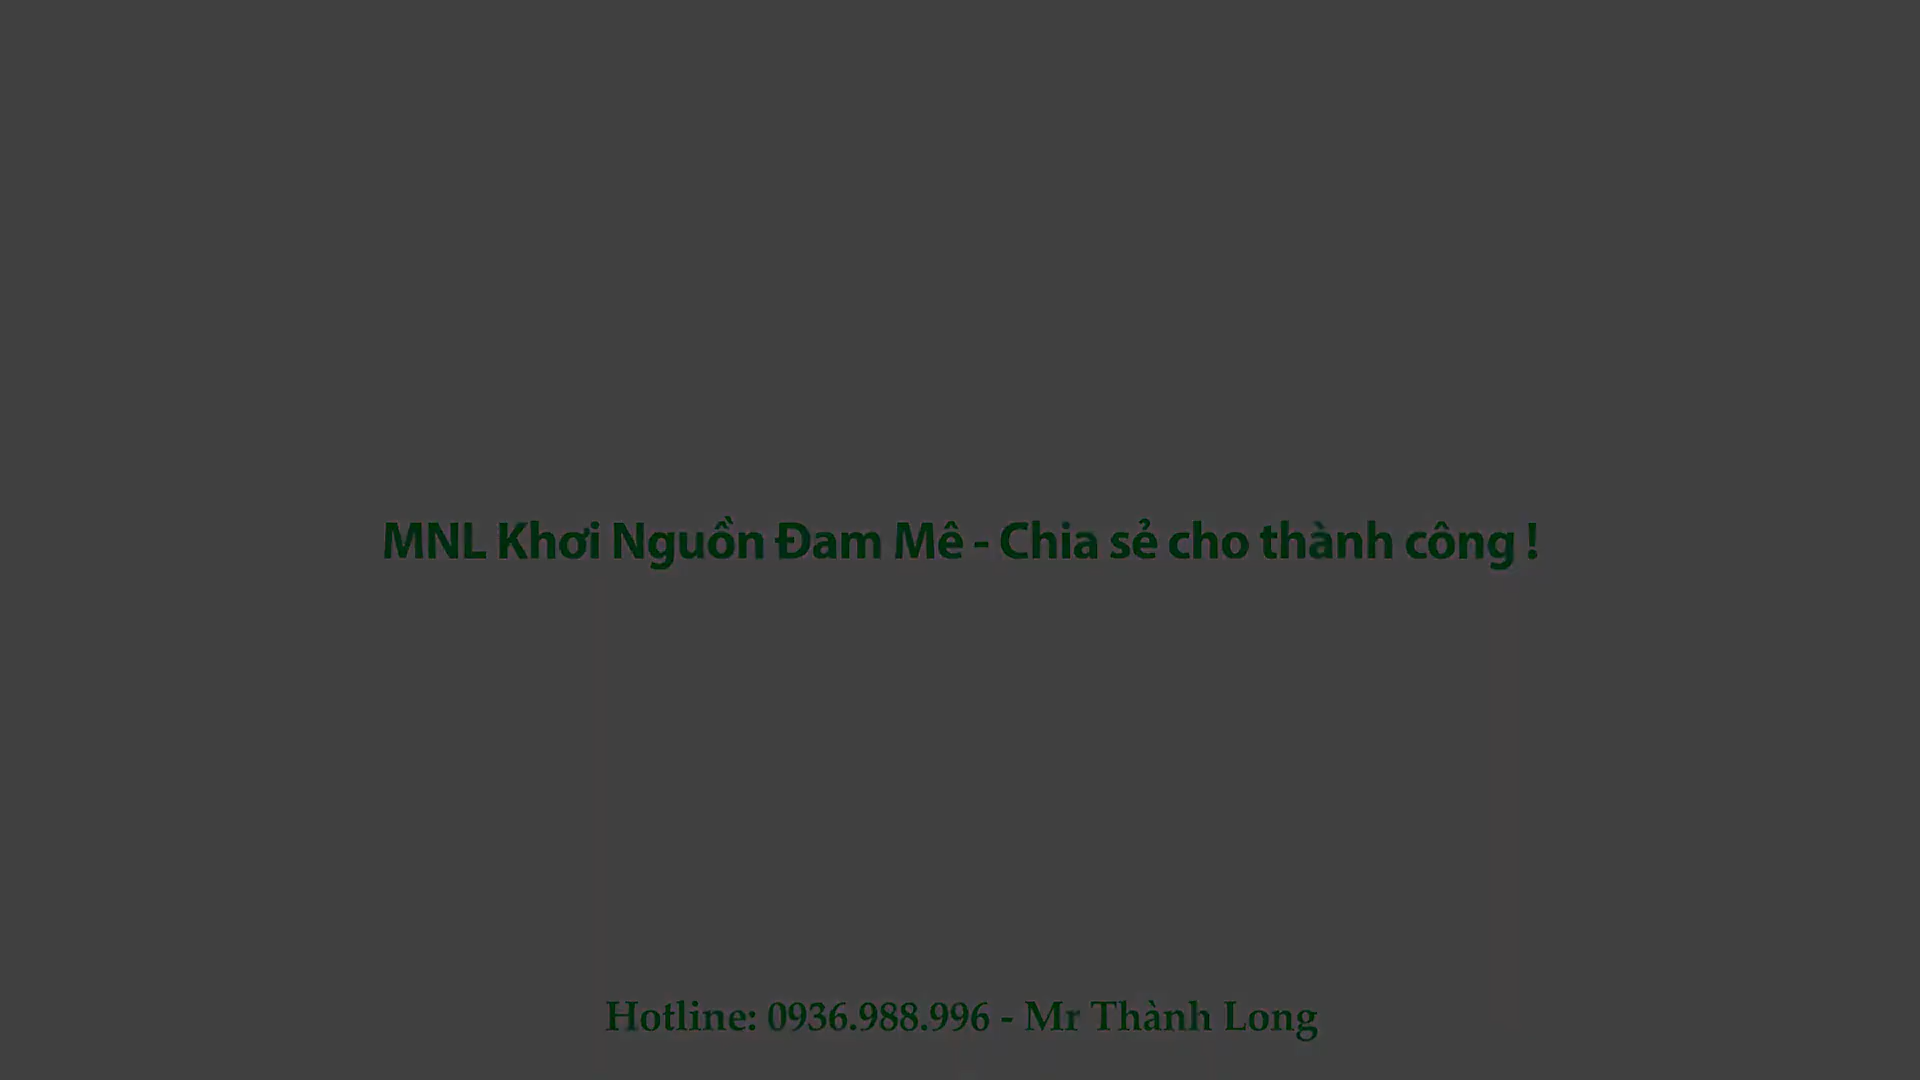 MNL Khơi Nguồn Đam Mê - Chia sẻ cho thành công !
Hotline: 0936.988.996 - Mr Thành Long